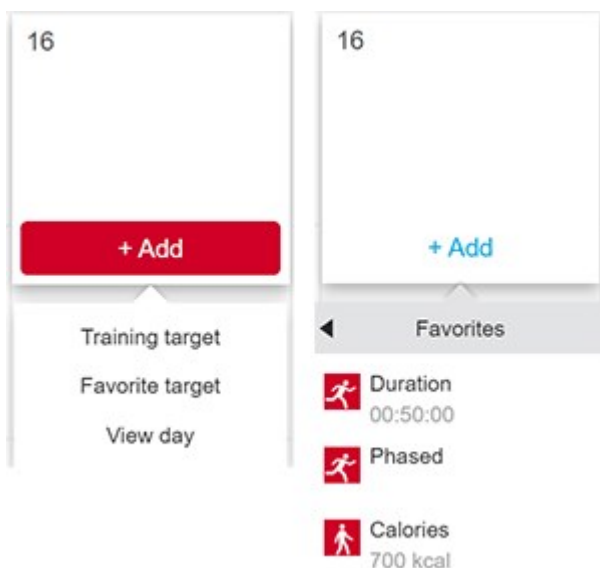 16
+ Add
Training target
Favorite target
View day
16
+ Add
Favorites
Duration
00:50:00
Phased
Calories
700 kcal